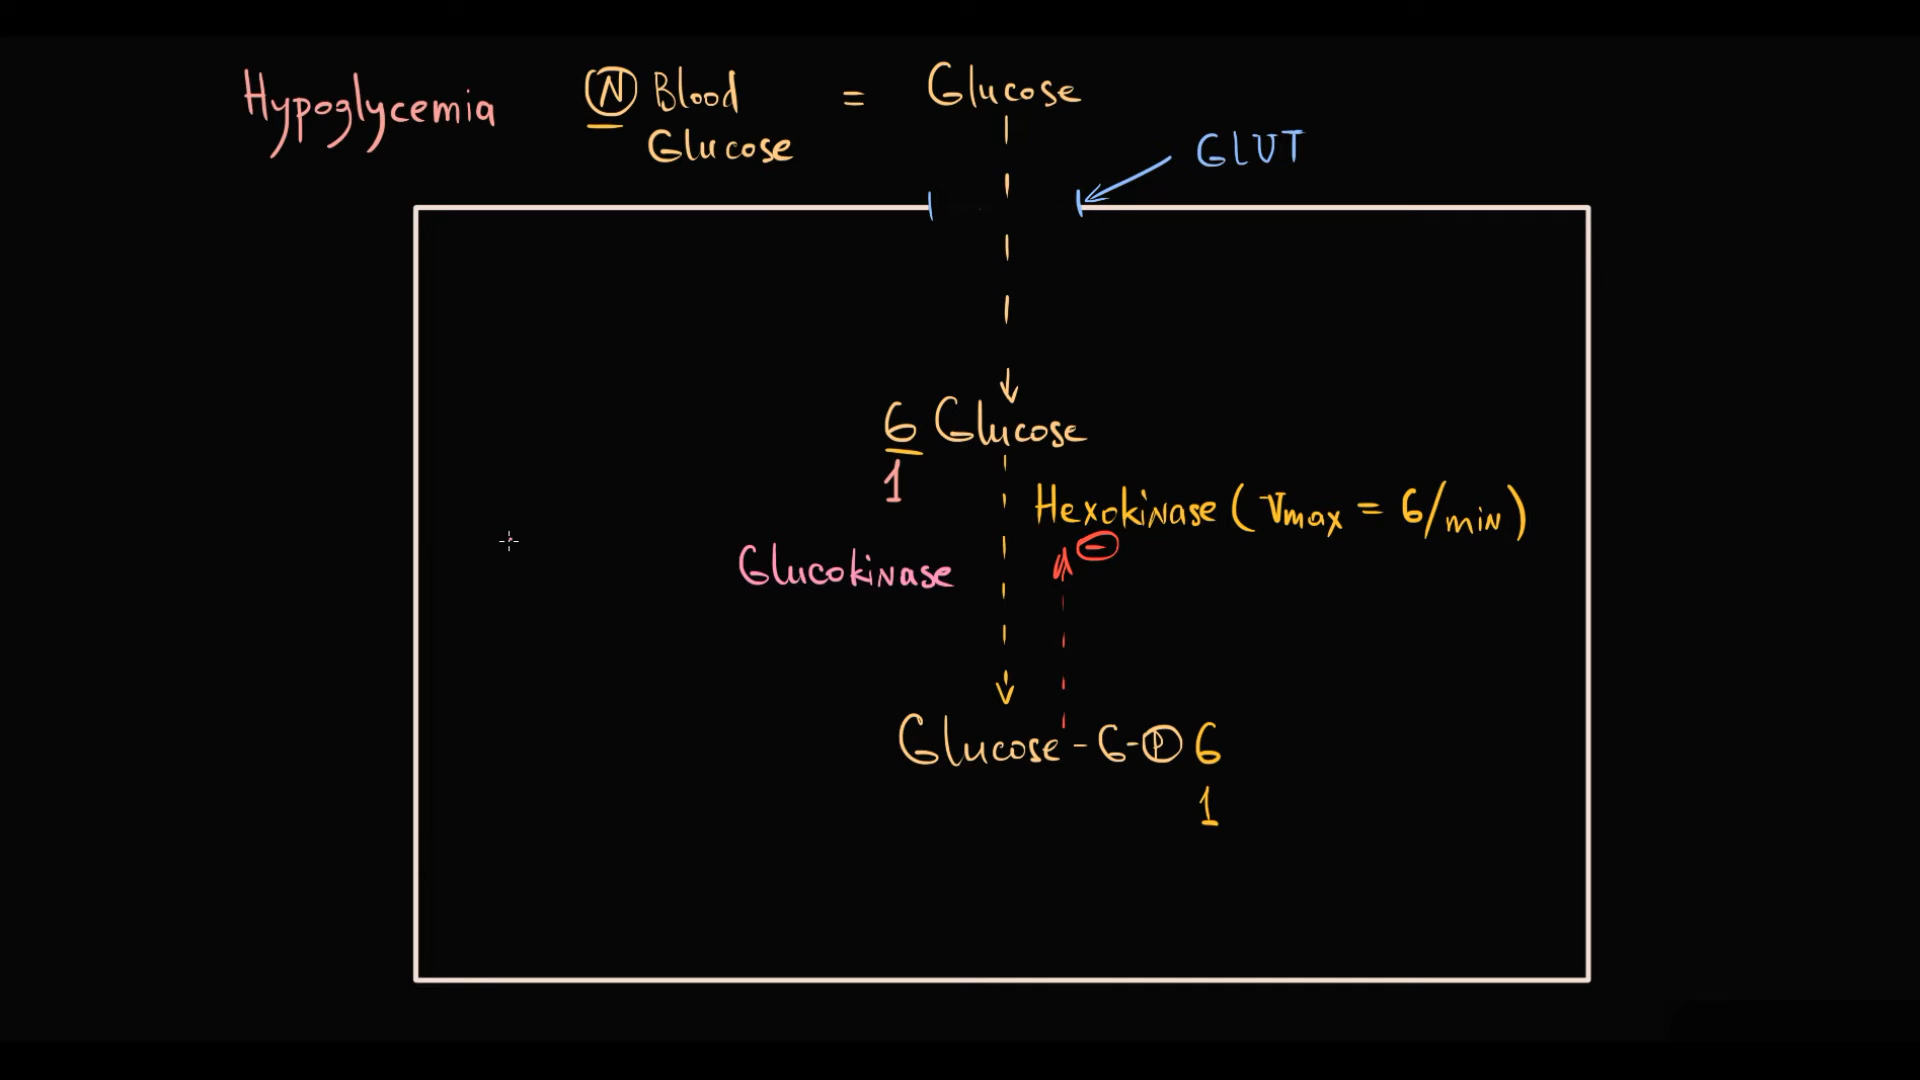 Hypoglycemia
Ⓝ Blood Glucose
=
Glucose
GLUT
6 Glucose
1
Hexokinase (Vmax = 6/min)
−
Glucokinase
Glucose-6-Ⓟ 6
1